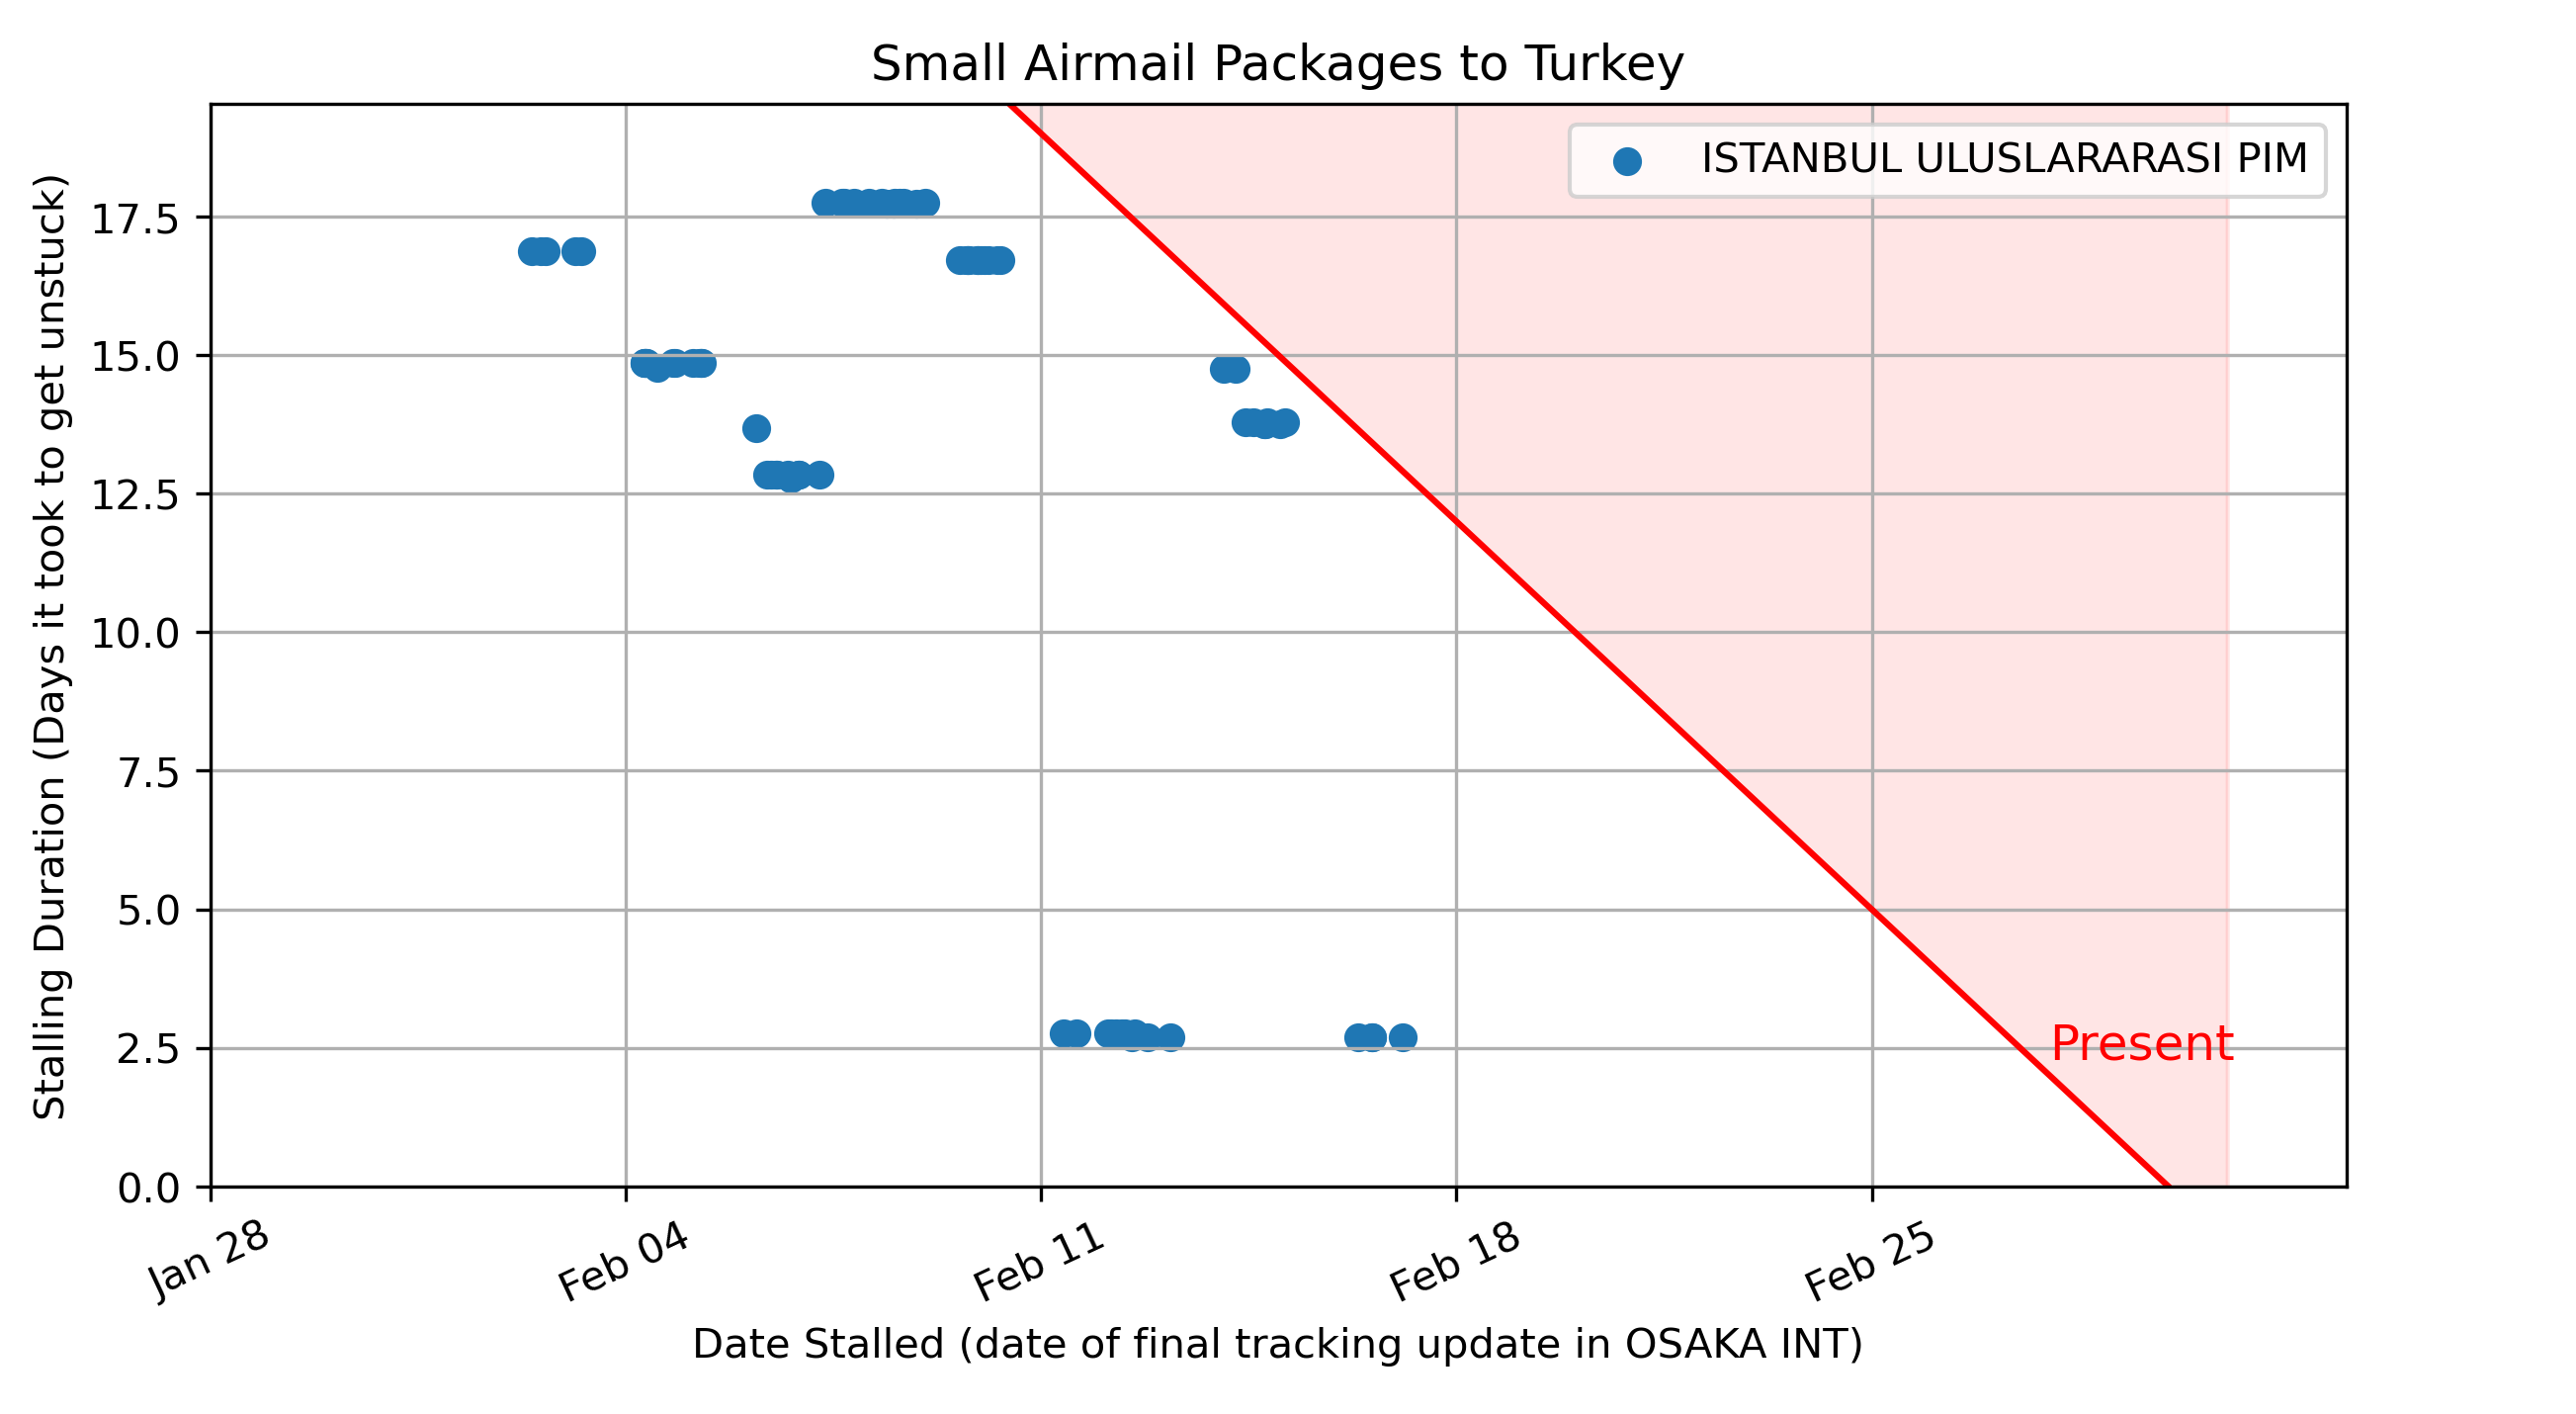 Small Airmail Packages to Turkey
ISTANBUL ULUSLARARASI PIM
Stalling Duration (Days it took to get unstuck)
17.5
15.0
12.5
10.0
7.5
5.0
2.5
0.0
Present
Jan 28
Feb 04
Feb 11
Feb 18
Feb 25
Date Stalled (date of final tracking update in OSAKA INT)